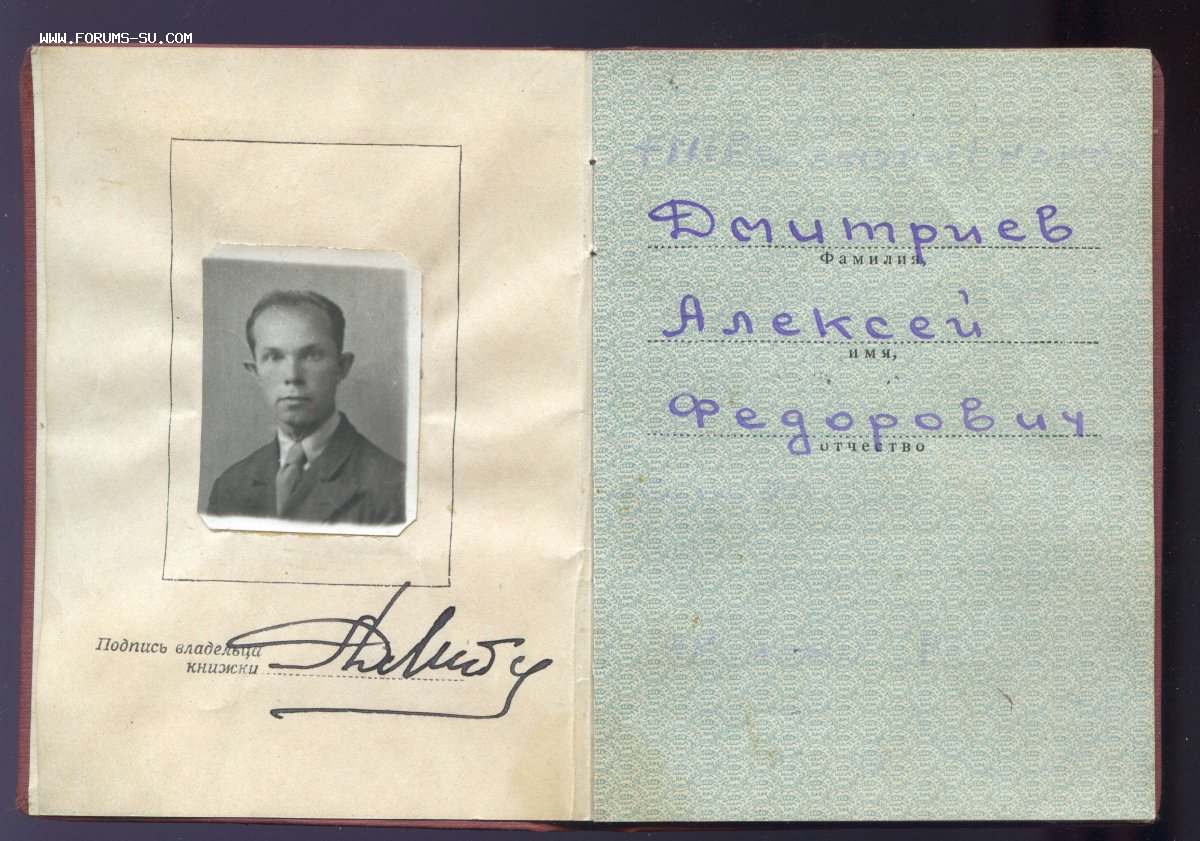 WWW.FORUMS-SU.COM
Подпись владельца
книжки
Дмитриев
Фамилия,
Алексей
имя,
Федорович
отчество